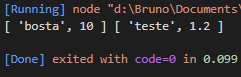 [Running] node "d:\Bruno\Documents\
[ 'bosta', 10 ] [ 'teste', 1.2 ]
[Done] exited with code=0 in 0.099